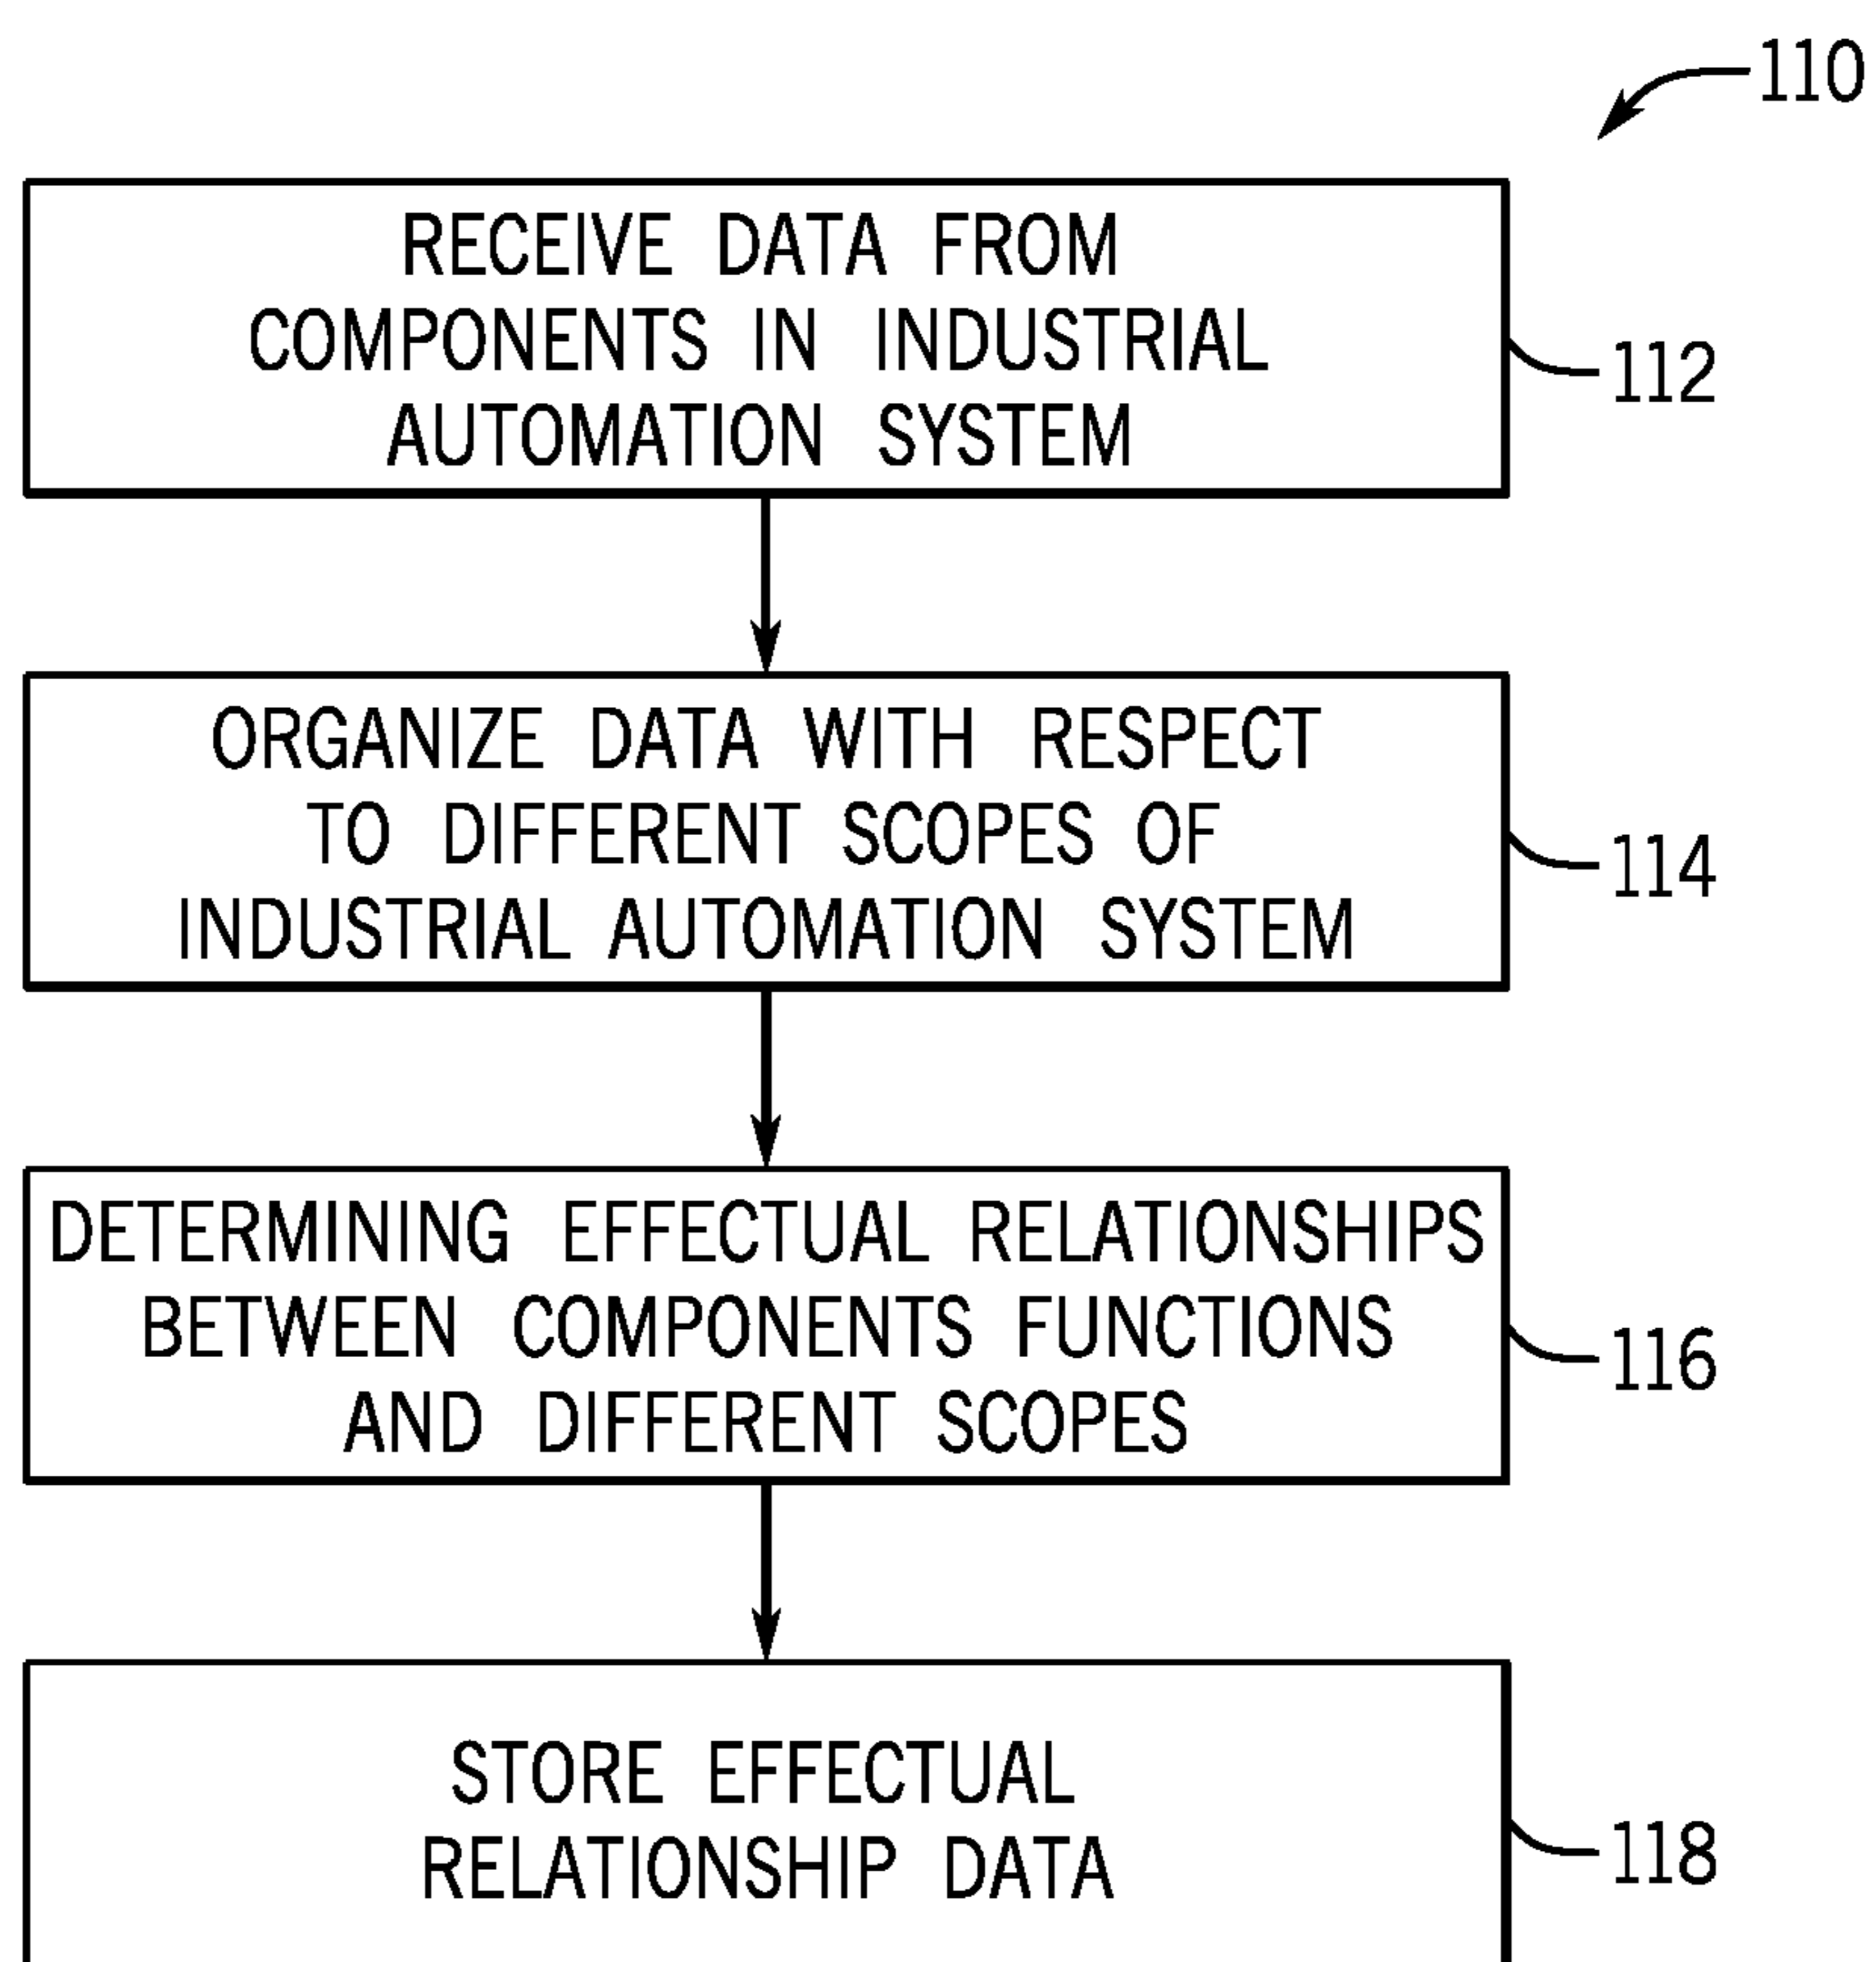 110
RECEIVE DATA FROM
COMPONENTS IN INDUSTRIAL
AUTOMATION SYSTEM
112
ORGANIZE DATA WITH RESPECT
TO DIFFERENT SCOPES OF
INDUSTRIAL AUTOMATION SYSTEM
114
DETERMINING EFFECTUAL RELATIONSHIPS
BETWEEN COMPONENTS FUNCTIONS
AND DIFFERENT SCOPES
116
STORE EFFECTUAL
RELATIONSHIP DATA
118